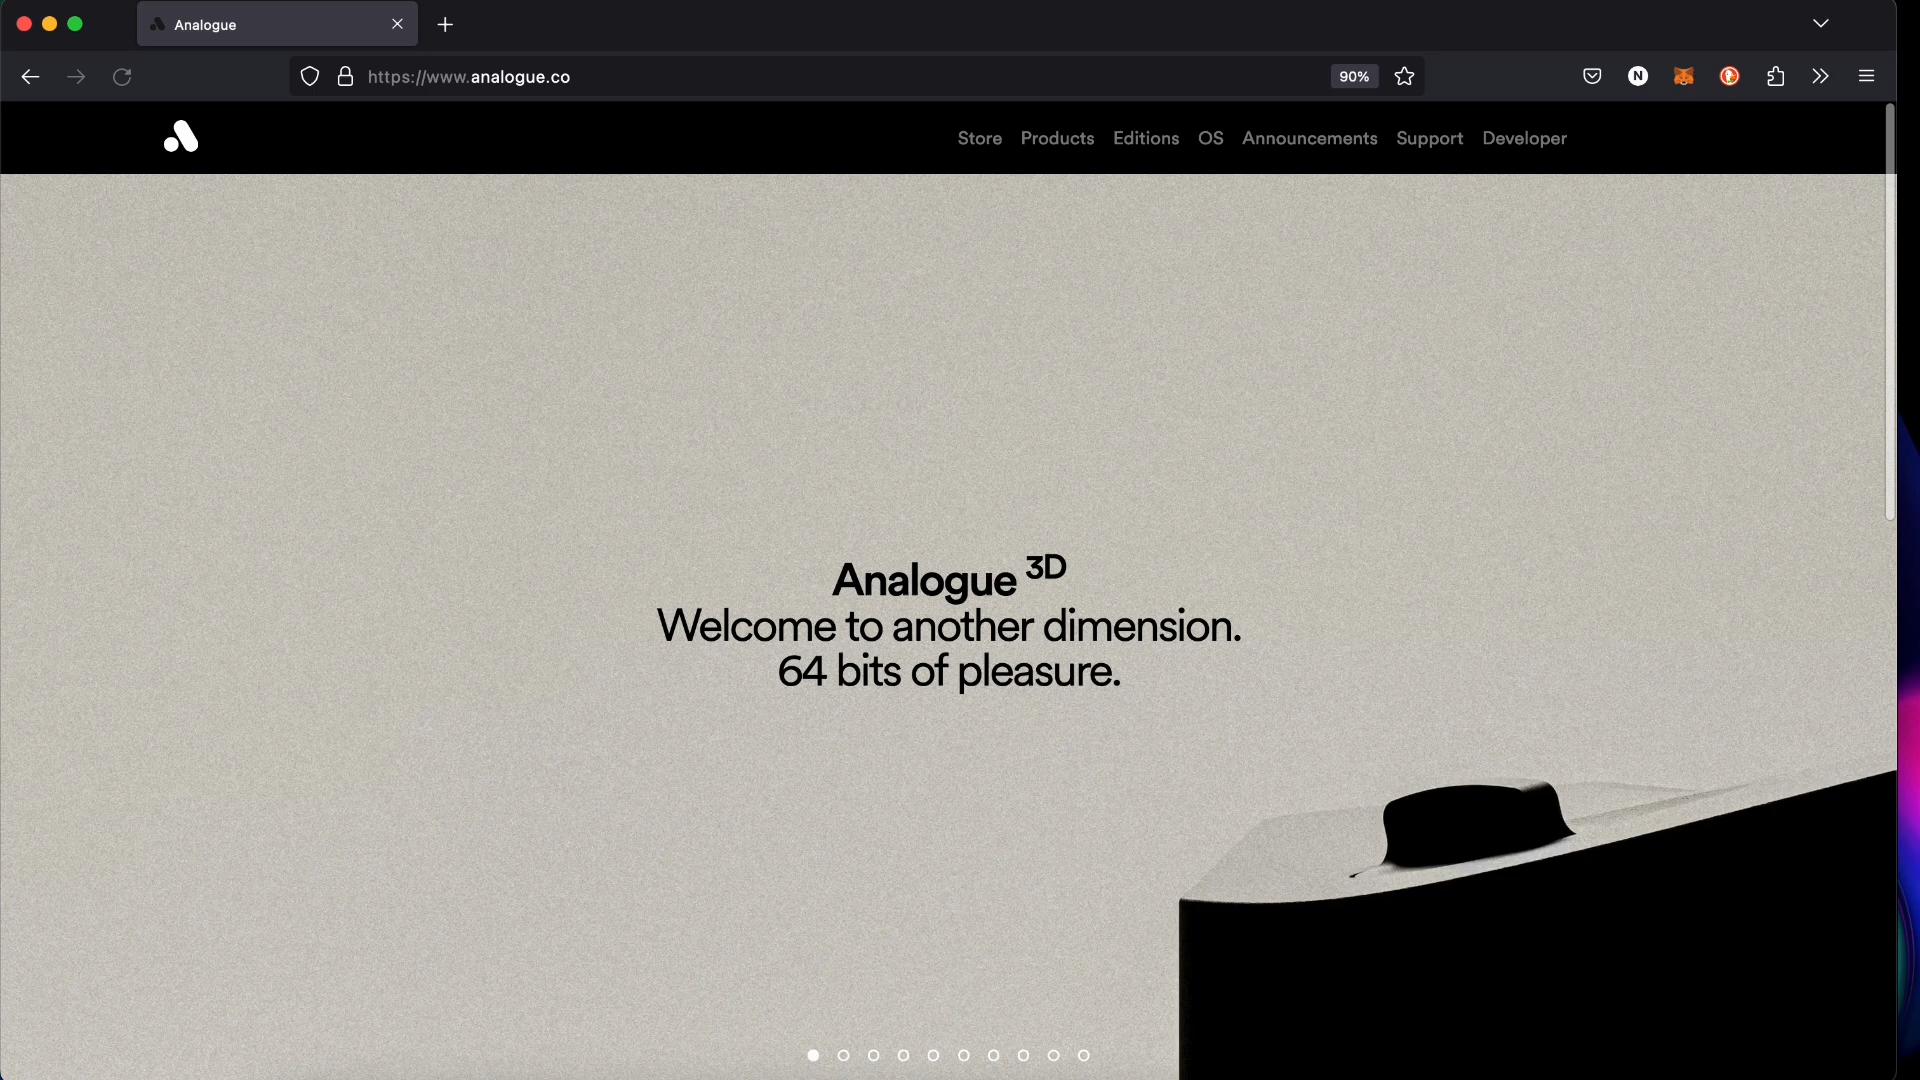 Analogue
https://www.analogue.co
90%
N
Store Products Editions OS Announcements Support Developer
Analogue 3D
Welcome to another dimension.
64 bits of pleasure.